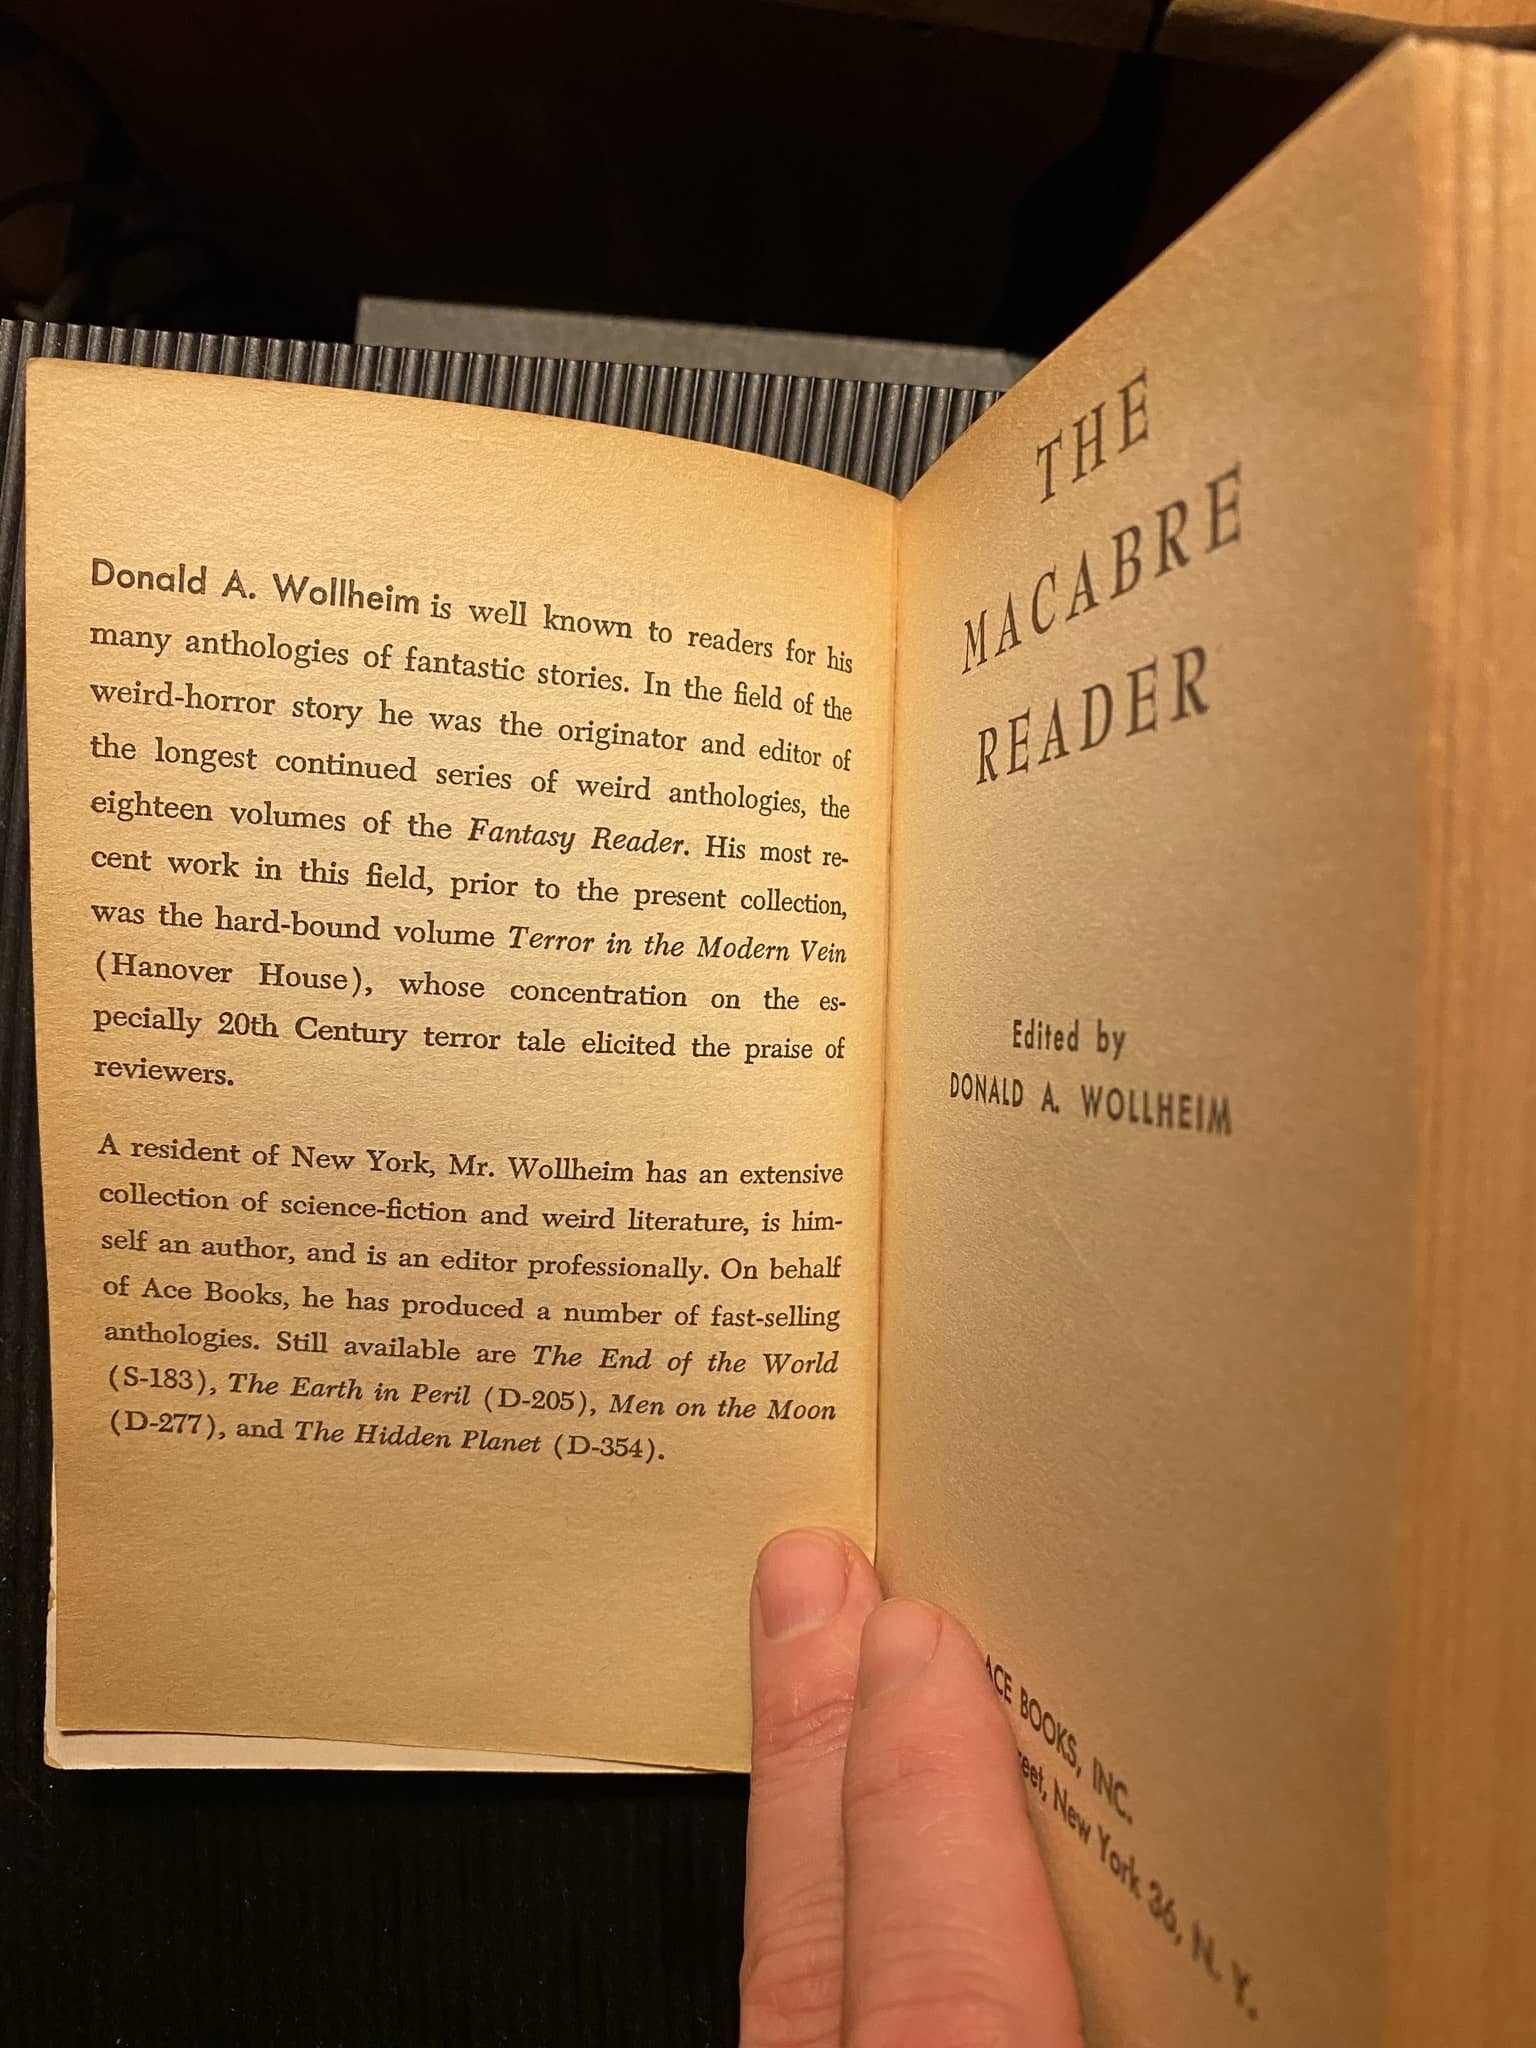 Donald A. Wollheim is well known to readers for his
many anthologies of fantastic stories. In the field of the
weird-horror story he was the originator and editor of
the longest continued series of weird anthologies, the
eighteen volumes of the Fantasy Reader. His most re-
cent work in this field, prior to the present collection,
was the hard-bound volume Terror in the Modern Vein
(Hanover House), whose concentration on the es-
pecially 20th Century terror tale elicited the praise of
reviewers.
A resident of New York, Mr. Wollheim has an extensive
collection of science-fiction and weird literature, is him-
self an author, and is an editor professionally. On behalf
of Ace Books, he has produced a number of fast-selling
anthologies. Still available are The End of the World
(S-183), The Earth in Peril (D-205), Men on the Moon
(D-277), and The Hidden Planet (D-354).
THE
MACABRE
READER
Edited by
DONALD A. WOLLHEIM
ACE BOOKS, INC.
New York 36, N. Y.